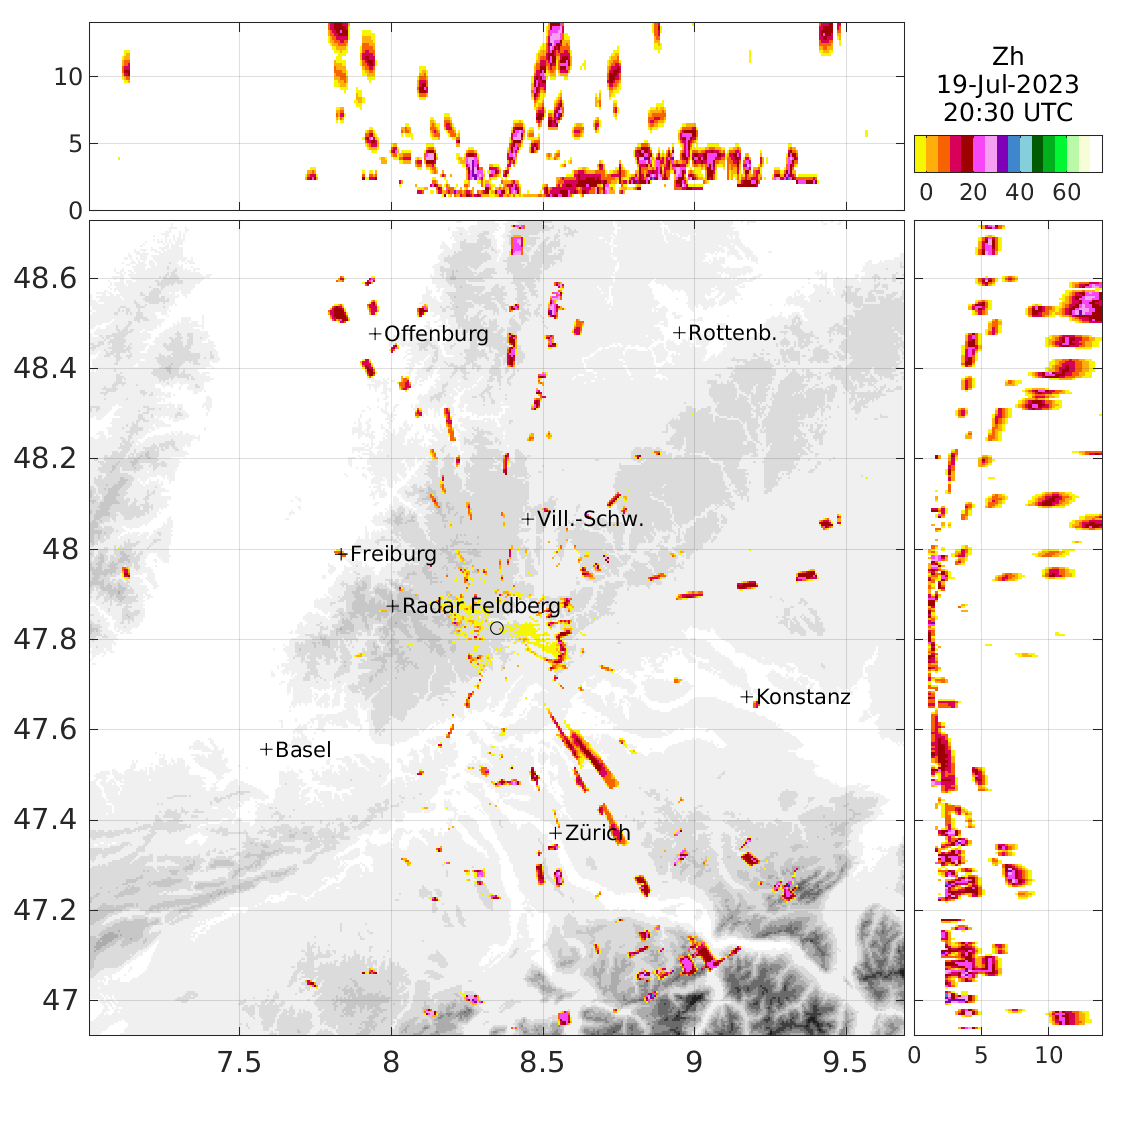 Zh
19-Jul-2023
20:30 UTC
0 20 40 60
10
5
0
48.6
48.4
48.2
48
47.8
47.6
47.4
47.2
47
+Offenburg
+Rottenb.
+Vill.-Schw.
+Freiburg
+Radar Feldberg
+Konstanz
+Basel
+Zürich
7.5 8 8.5 9 9.5
0 5 10